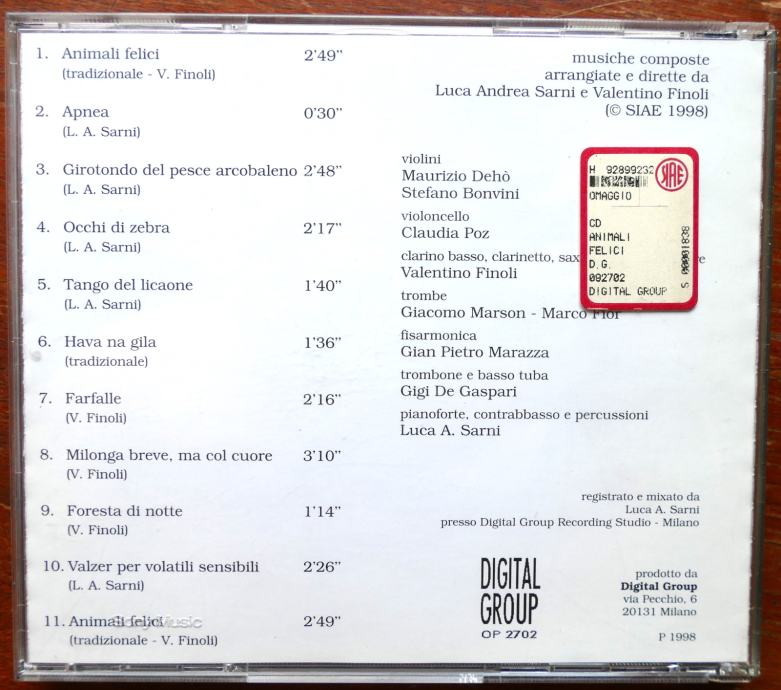 1. Animali felici 2'49"
(tradizionale - V. Finoli)
2. Apnea 0'30"
(L. A. Sarni)
3. Girotondo del pesce arcobaleno 2'48"
(L. A. Sarni)
4. Occhi di zebra 2'17"
(L. A. Sarni)
5. Tango del licaone 1'40"
(L. A. Sarni)
6. Hava na gila 1'36"
(tradizionale)
7. Farfalle 2'16"
(V. Finoli)
8. Milonga breve, ma col cuore 3'10"
(V. Finoli)
9. Foresta di notte 1'14"
(V. Finoli)
10. Valzer per volatili sensibili 2'26"
(L. A. Sarni)
11. Animali felici 2'49"
(tradizionale - V. Finoli)
musiche composte
arrangiate e dirette da
Luca Andrea Sarni e Valentino Finoli
(© SIAE 1998)
violini
Maurizio Dehò
Stefano Bonvini
violoncello
Claudia Poz
clarino basso, clarinetto, sax
Valentino Finoli
trombe
Giacomo Marson - Marco Fior
fisarmonica
Gian Pietro Marazza
trombone e basso tuba
Gigi De Gaspari
pianoforte, contrabbasso e percussioni
Luca A. Sarni
H 92899232
SIAE
OMAGGIO
CD
ANIMALI
FELICI
D.G.
092702
DIGITAL GROUP
registrato e mixato da
Luca A. Sarni
presso Digital Group Recording Studio - Milano
DIGITAL
GROUP
OP 2702
prodotto da
Digital Group
via Pecchio, 6
20131 Milano
P 1998